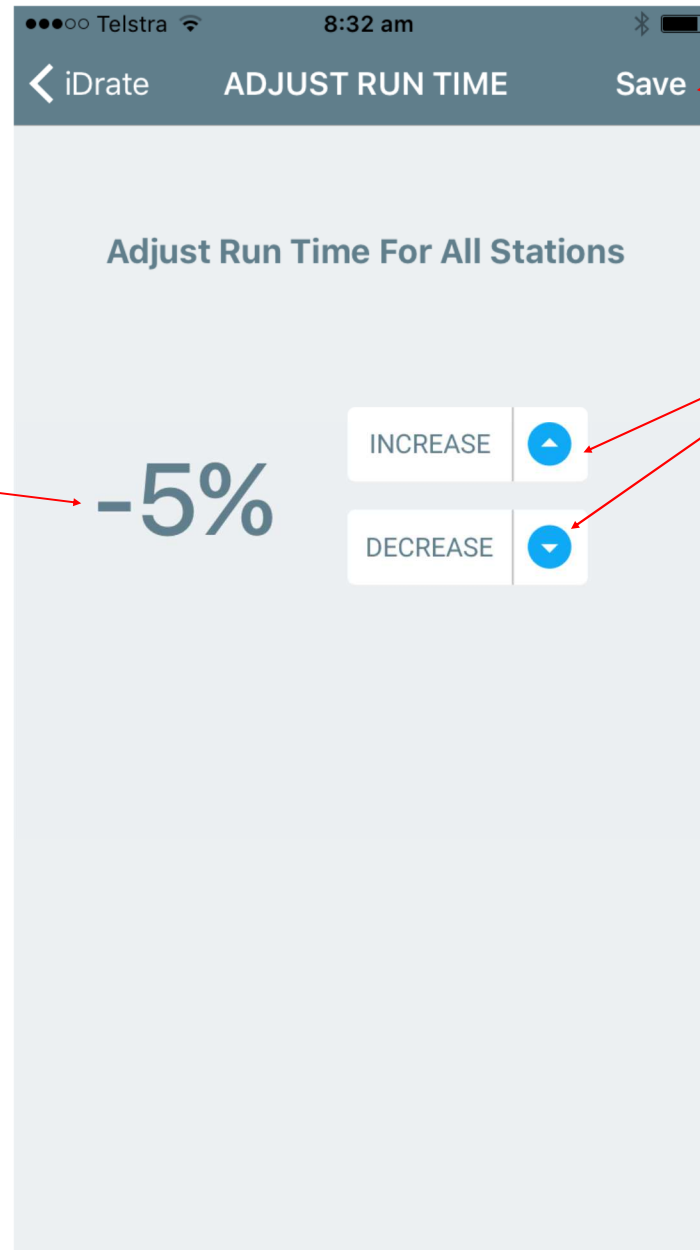 Telstra 8:32 am
iDrate ADJUST RUN TIME Save
Adjust Run Time For All Stations
INCREASE
-5%
DECREASE